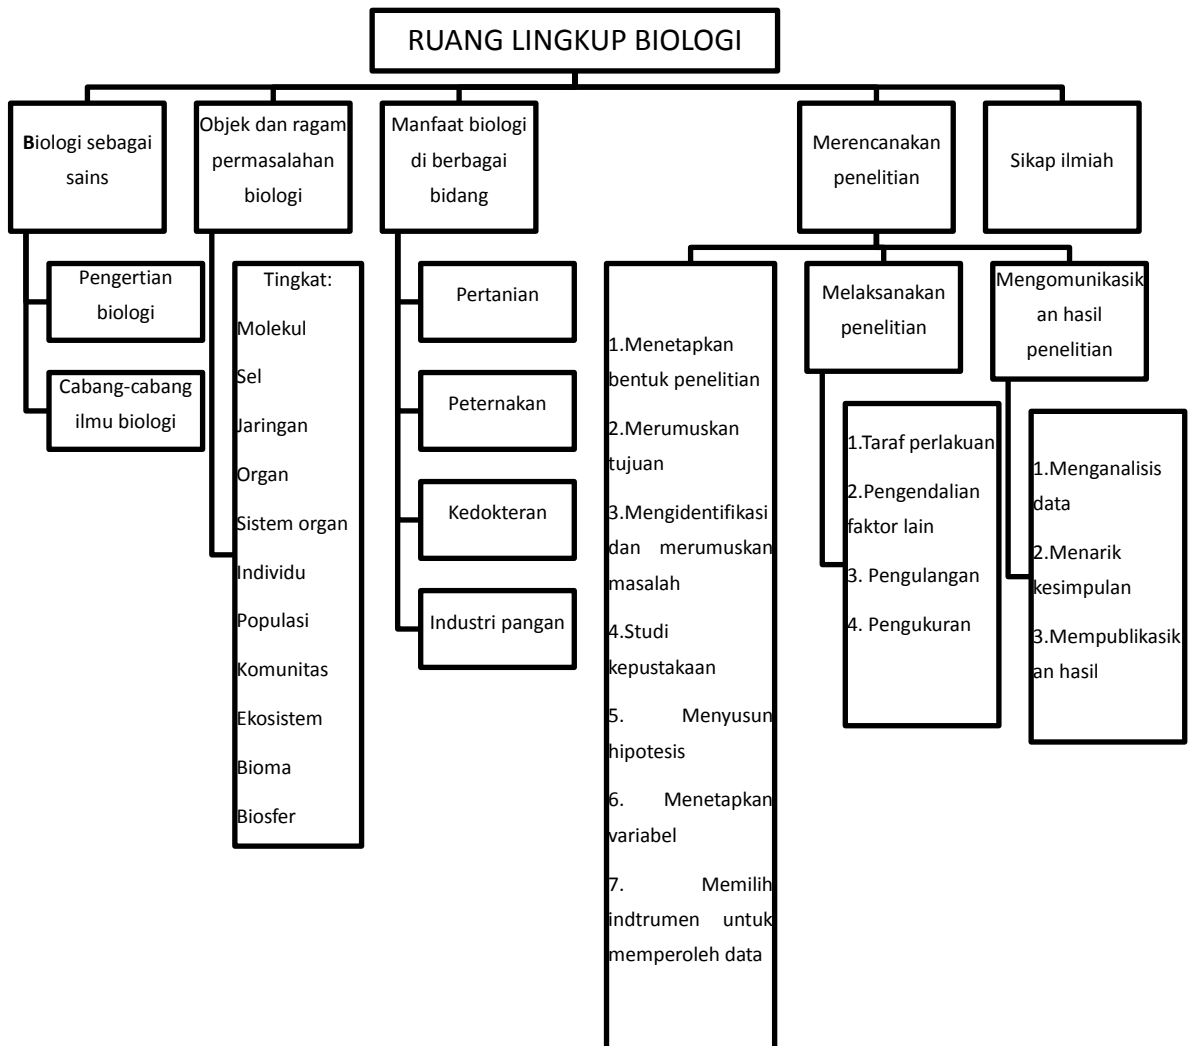 RUANG LINGKUP BIOLOGI
Biologi sebagai
sains
Objek dan ragam
permasalahan
biologi
Manfaat biologi
di berbagai
bidang
Merencanakan
penelitian
Sikap ilmiah
Pengertian
biologi
Cabang-cabang
ilmu biologi
Tingkat:
Molekul
Sel
Jaringan
Organ
Sistem organ
Individu
Populasi
Komunitas
Ekosistem
Bioma
Biosfer
Pertanian
Peternakan
Kedokteran
Industri pangan
1.Menetapkan
bentuk penelitian
2.Merumuskan
tujuan
3.Mengidentifikasi
dan merumuskan
masalah
4.Studi
kepustakaan
5. Menyusun
hipotesis
6. Menetapkan
variabel
7. Memilih
indtrumen untuk
memperoleh data
Melaksanakan
penelitian
1.Taraf perlakuan
2.Pengendalian
faktor lain
3. Pengulangan
4. Pengukuran
Mengomunikasik
an hasil
penelitian
1.Menganalisis
data
2.Menarik
kesimpulan
3.Mempublikasik
an hasil